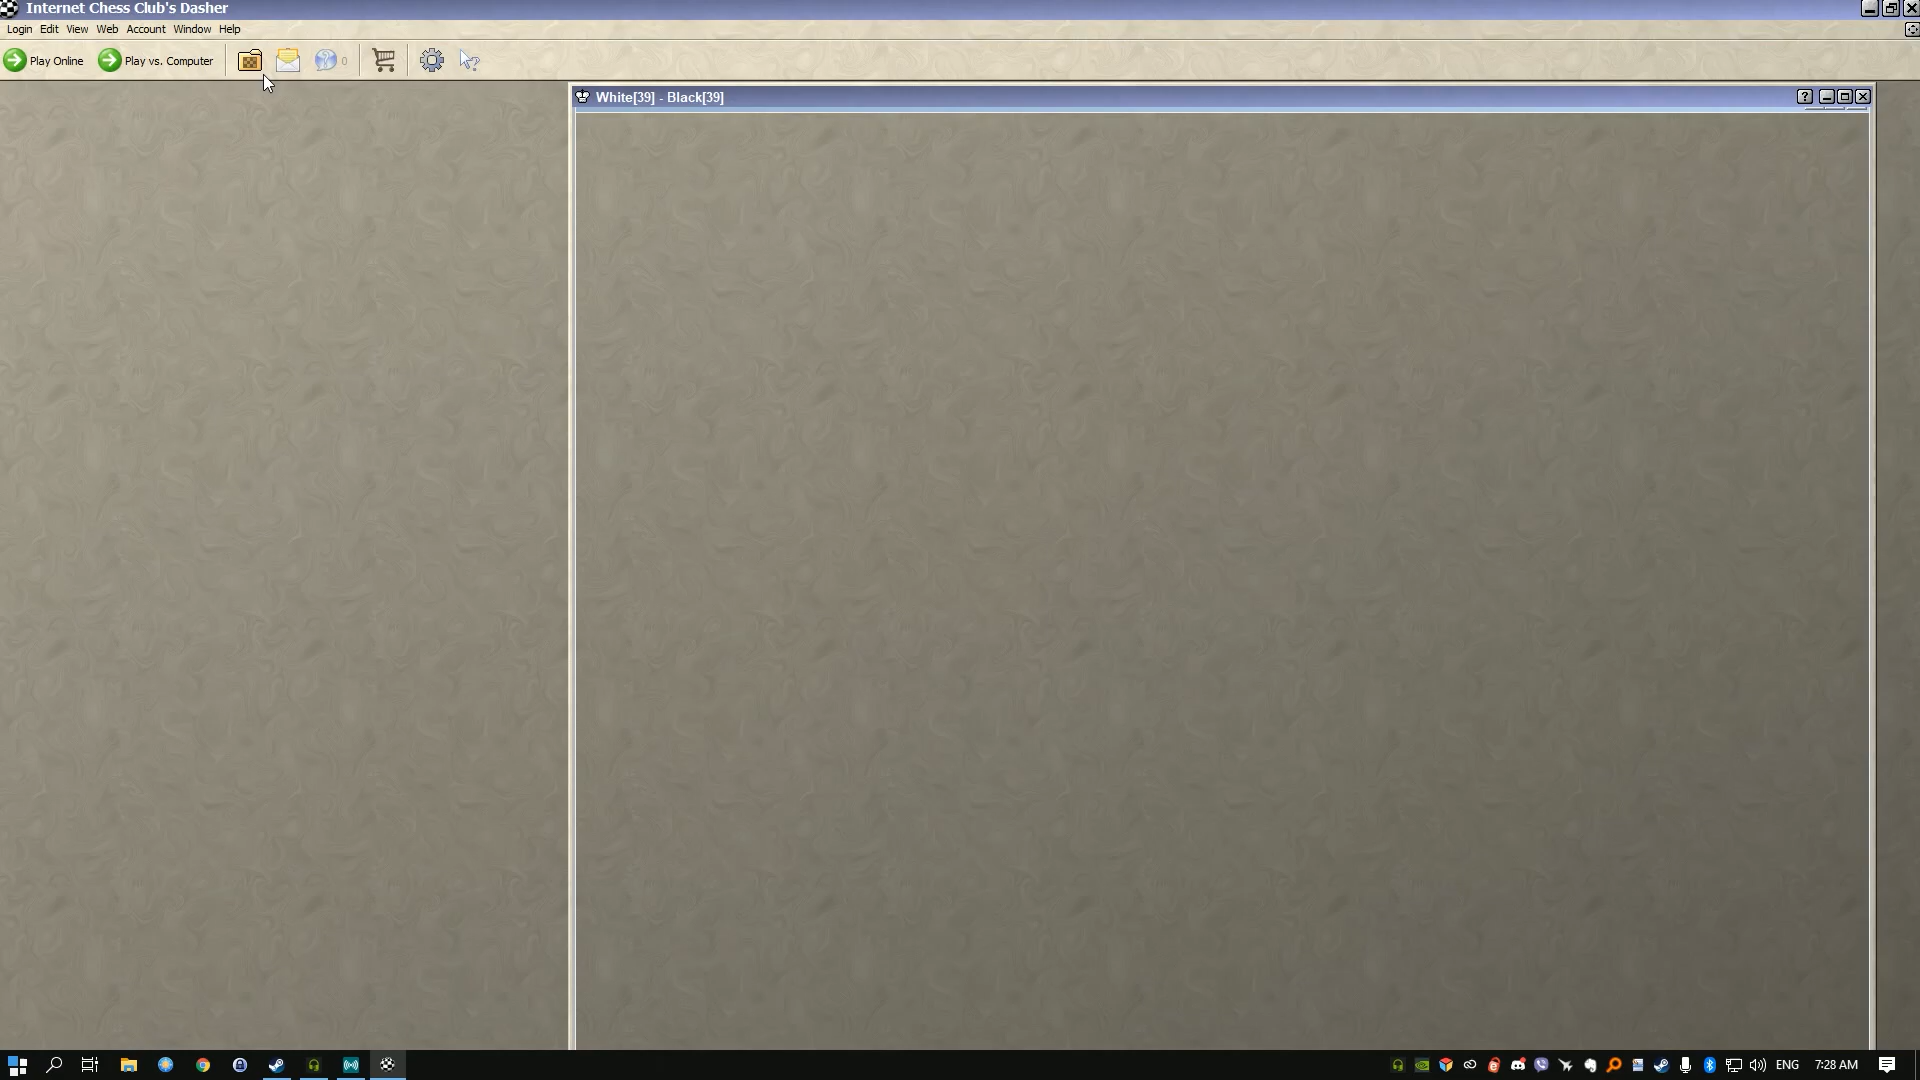 Internet Chess Club's Dasher
Login Edit View Web Account Window Help
Play Online Play vs. Computer 0
White[39] - Black[39]
ENG 7:28 AM